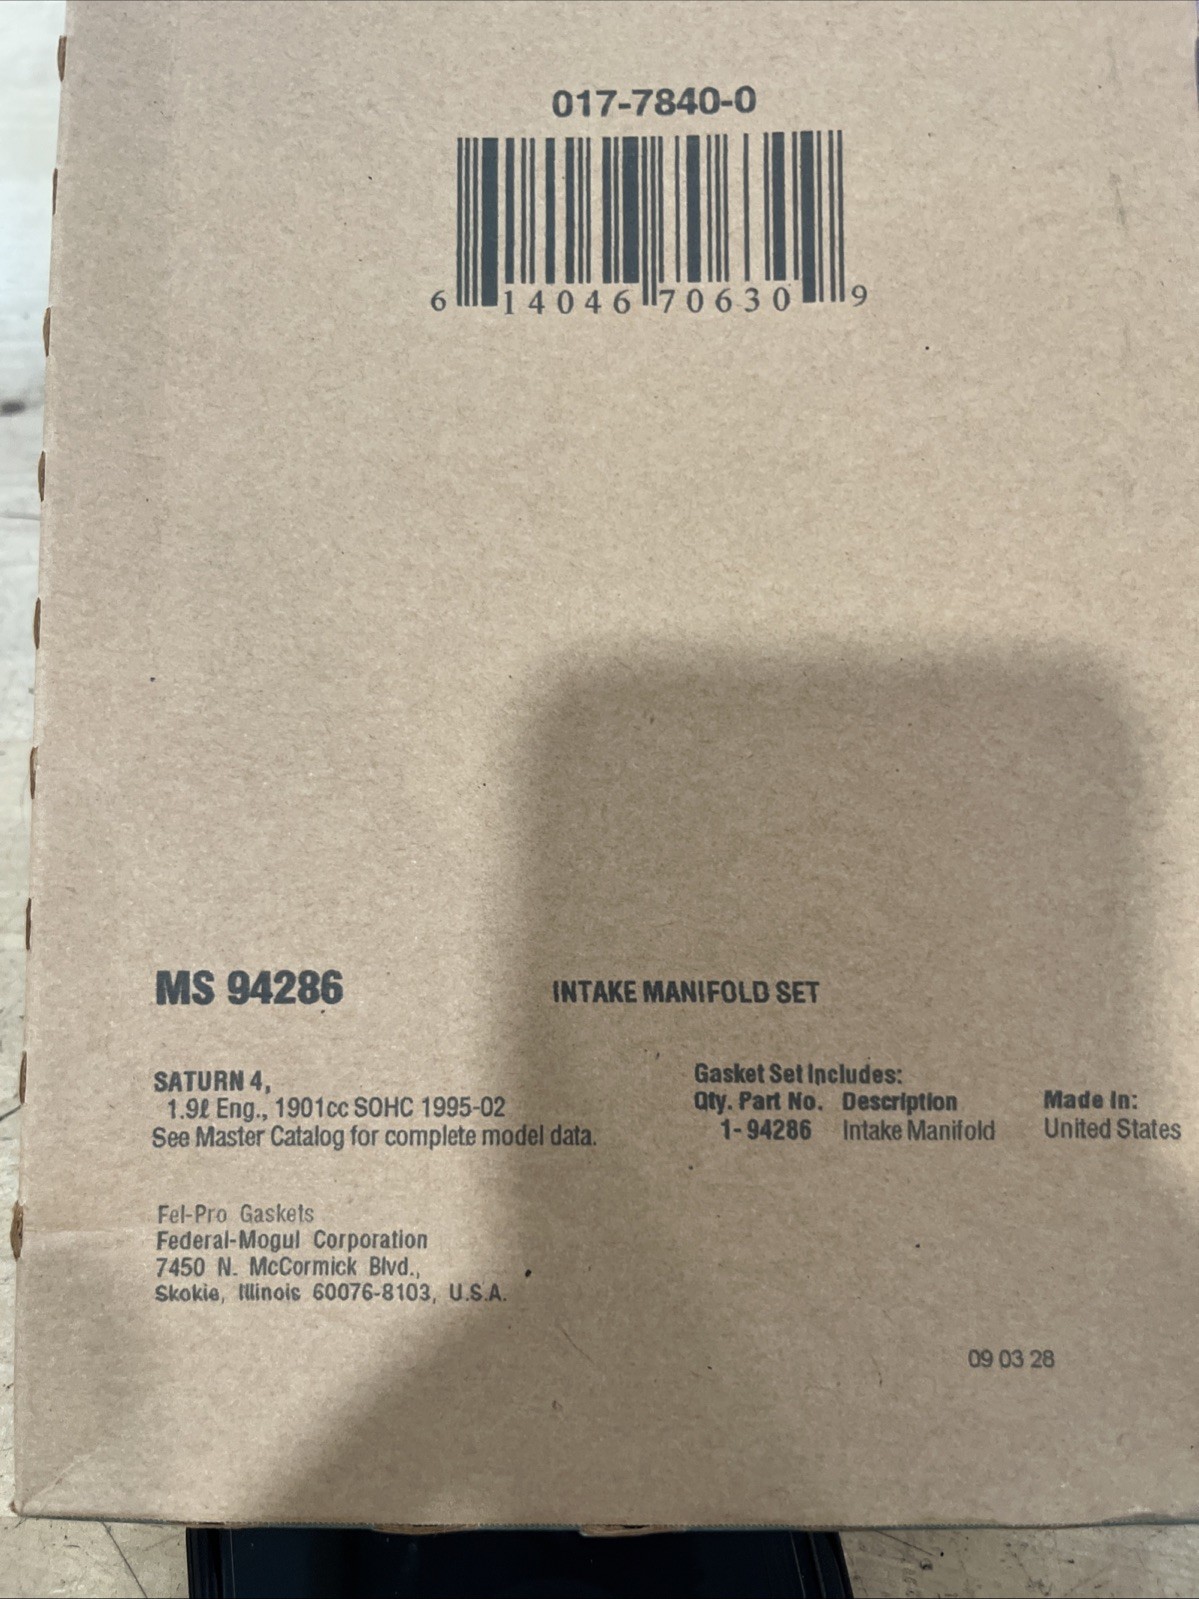 017-7840-0
6 14046 70630 9
MS 94286
INTAKE MANIFOLD SET
SATURN 4,
1.9ℓ Eng., 1901cc SOHC 1995-02
See Master Catalog for complete model data.
Gasket Set Includes:
Qty. Part No. Description Made In:
1- 94286 Intake Manifold United States
Fel-Pro Gaskets
Federal-Mogul Corporation
7450 N. McCormick Blvd.,
Skokie, Illinois 60076-8103, U.S.A.
09 03 28